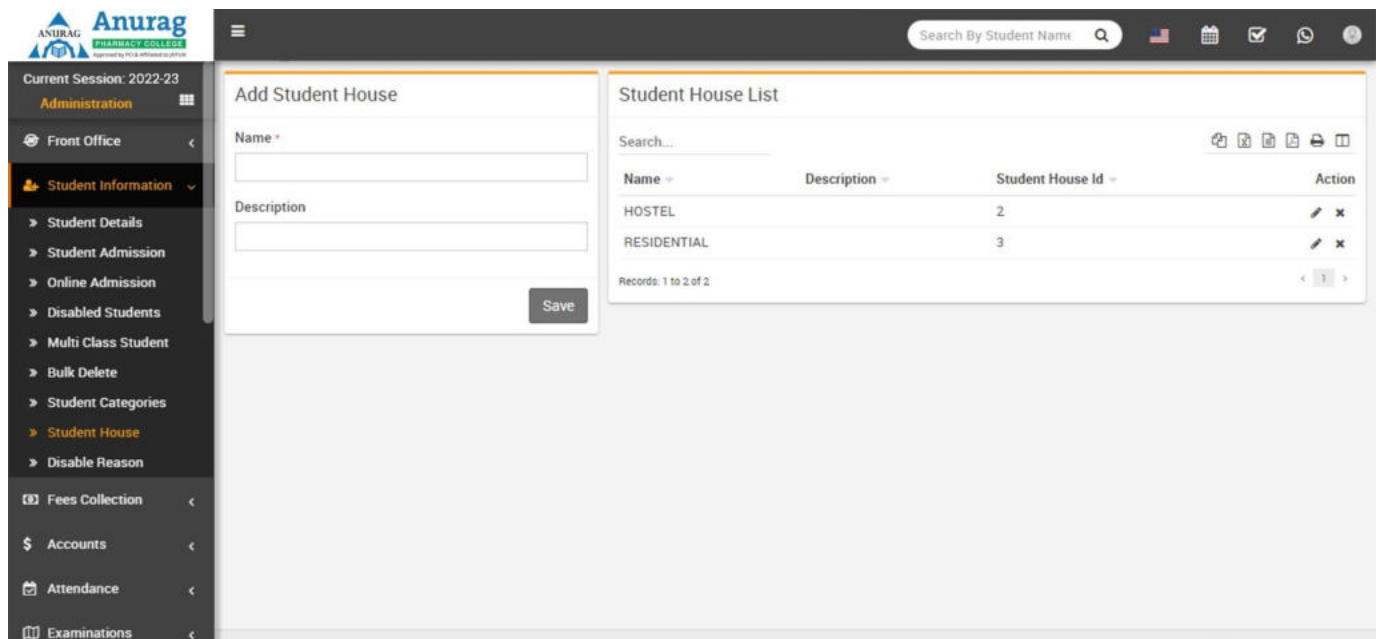 ANURAG
Anurag
PHARMACY COLLEGE
Search By Student Name
Current Session: 2022-23
Administration
Front Office
Student Information
Student Details
Student Admission
Online Admission
Disabled Students
Multi Class Student
Bulk Delete
Student Categories
Student House
Disable Reason
Fees Collection
Accounts
Attendance
Examinations
Add Student House
Name *
Description
Save
Student House List
Search...
Name Description Student House Id Action
HOSTEL 2
RESIDENTIAL 3
Records: 1 to 2 of 2
1